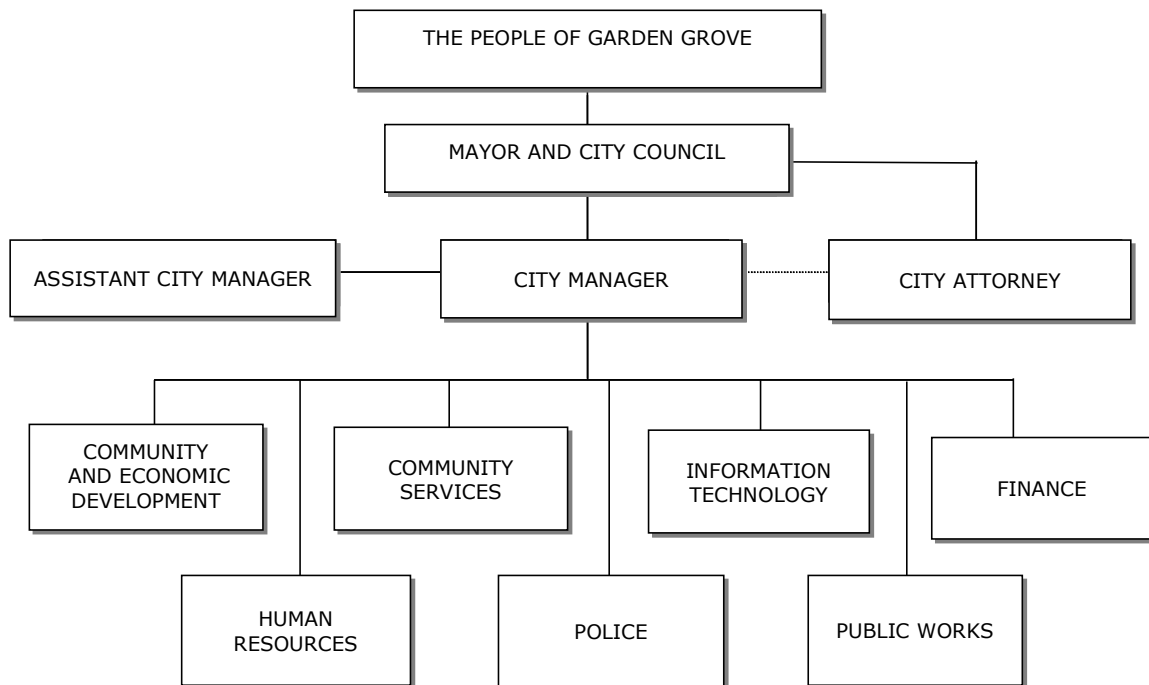 THE PEOPLE OF GARDEN GROVE
MAYOR AND CITY COUNCIL
ASSISTANT CITY MANAGER
CITY MANAGER
CITY ATTORNEY
COMMUNITY
AND ECONOMIC
DEVELOPMENT
COMMUNITY
SERVICES
INFORMATION
TECHNOLOGY
FINANCE
HUMAN
RESOURCES
POLICE
PUBLIC WORKS